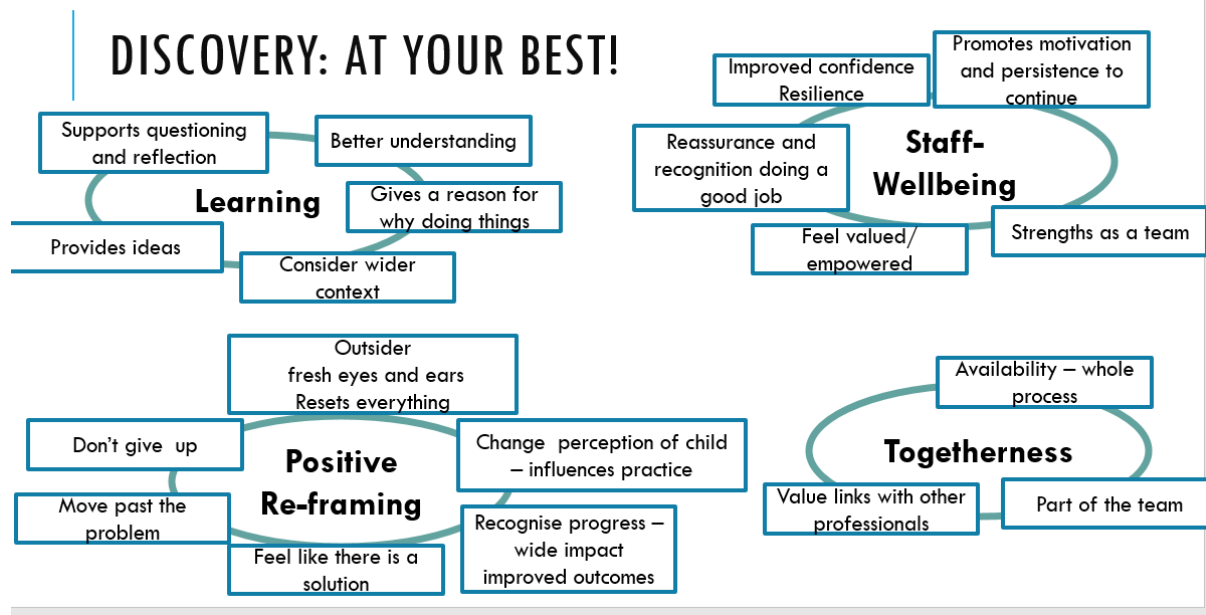 DISCOVERY: AT YOUR BEST!
Learning
Supports questioning
and reflection
Better understanding
Gives a reason for
why doing things
Consider wider
context
Provides ideas
Staff-
Wellbeing
Improved confidence
Resilience
Promotes motivation
and persistence to
continue
Reassurance and
recognition doing a
good job
Feel valued/
empowered
Strengths as a team
Positive
Re-framing
Outsider
fresh eyes and ears
Resets everything
Don't give  up
Change  perception of child
– influences practice
Move past the
problem
Recognise progress –
wide impact
improved outcomes
Feel like there is a
solution
Togetherness
Availability – whole
process
Value links with other
professionals
Part of the team